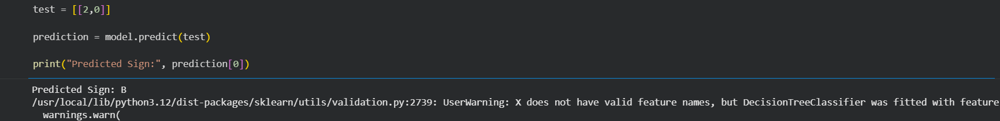 test = [[2,0]]
prediction = model.predict(test)
print("Predicted Sign:", prediction[0])
Predicted Sign: B
/usr/local/lib/python3.12/dist-packages/sklearn/utils/validation.py:2739: UserWarning: X does not have valid feature names, but DecisionTreeClassifier was fitted with feature
warnings.warn(